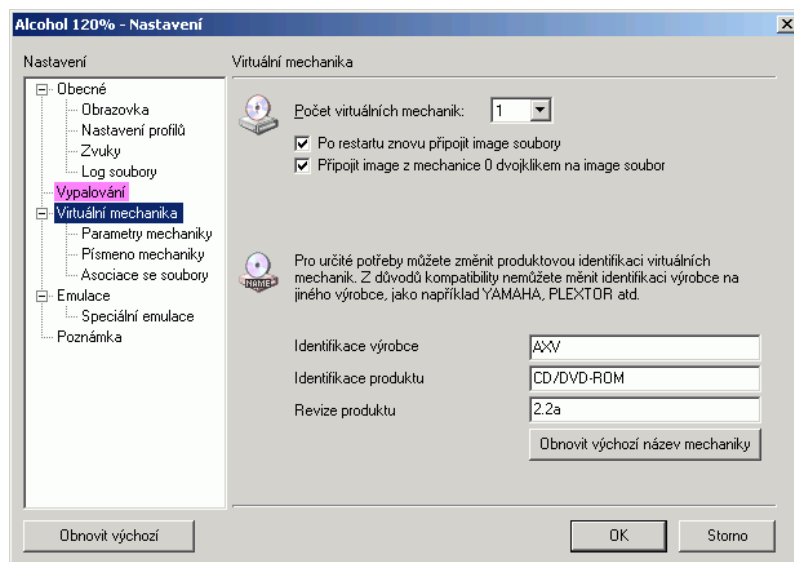 Alcohol 120% - Nastavení
Nastavení
Obecné
Obrazovka
Nastavení profilů
Zvuky
Log soubory
Vypalování
Virtuální mechanika
Parametry mechaniky
Písmeno mechaniky
Asociace se soubory
Emulace
Speciální emulace
Poznámka
Virtuální mechanika
Počet virtuálních mechanik: 1
Po restartu znovu připojit image soubory
Připojit image z mechanice 0 dvojklikem na image soubor
NAME
Pro určité potřeby můžete změnit produktovou identifikaci virtuálních
mechanik. Z důvodů kompatibility nemůžete měnit identifikaci výrobce na
jiného výrobce, jako například YAMAHA, PLEXTOR atd.
Identifikace výrobce AXV
Identifikace produktu CD/DVD-ROM
Revize produktu 2.2a
Obnovit výchozí název mechaniky
Obnovit výchozí
OK
Storno